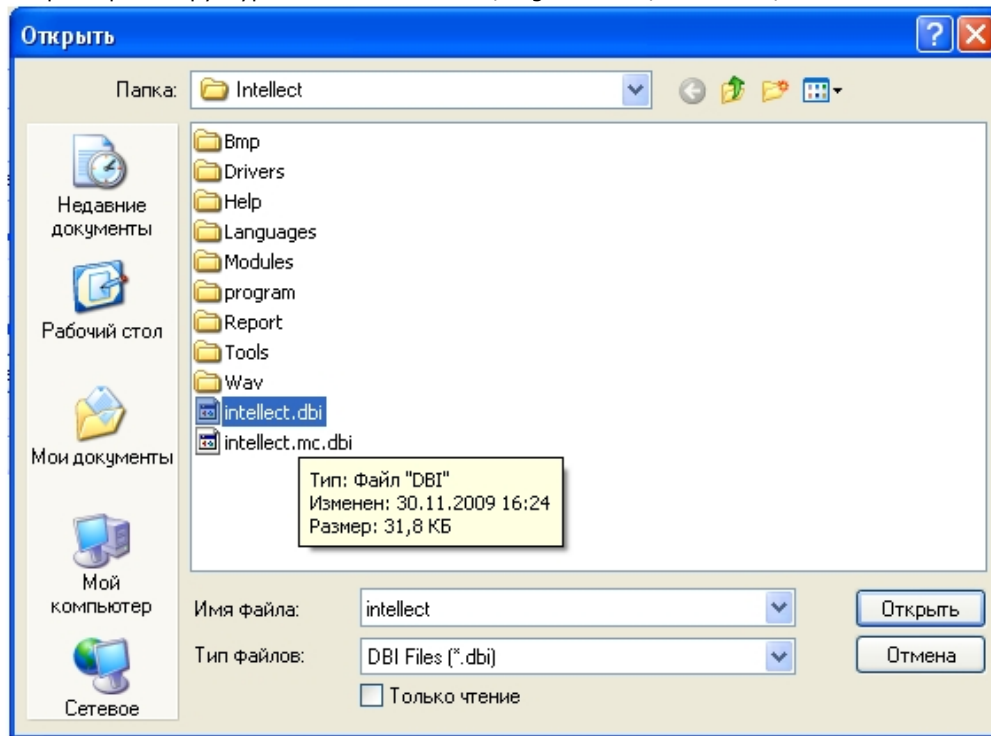 Открыть
Папка:
Intellect
Недавние
документы
Рабочий стол
Мои документы
Мой
компьютер
Сетевое
Bmp
Drivers
Help
Languages
Modules
program
Report
Tools
Wav
intellect.dbi
intellect.mc.dbi
Тип: Файл "DBI"
Изменен: 30.11.2009 16:24
Размер: 31,8 КБ
Имя файла:
intellect
Открыть
Тип файлов:
DBI Files (*.dbi)
Отмена
Только чтение